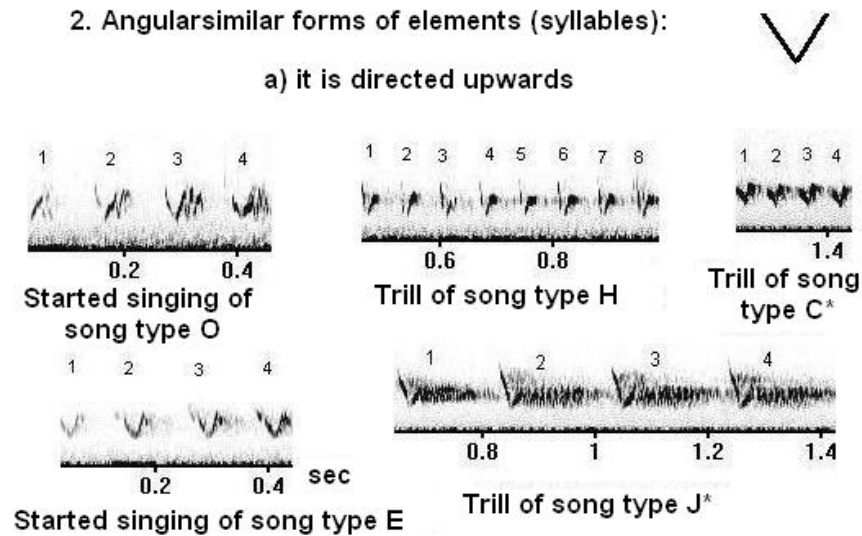 2. Angularsimilar forms of elements (syllables):
a) it is directed upwards
1 2 3 4
0.2 0.4
Started singing of
song type O
1 2 3 4 5 6 7 8
0.6 0.8
Trill of song type H
1 2 3 4
1.4
Trill of song
type C*
1 2 3 4
0.2 0.4 sec
Started singing of song type E
1 2 3 4
0.8 1 1.2 1.4
Trill of song type J*